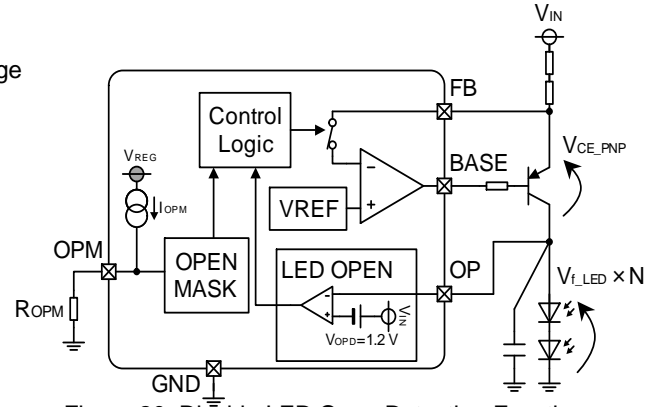 VIN
ge
FB
Control
Logic
VCE_PNP
VREG
BASE
IOPM
VREF
OPM
OPEN
MASK
LED OPEN
OP
Vf_LED × N
ROPM
VIN
VOPD=1.2 V
GND